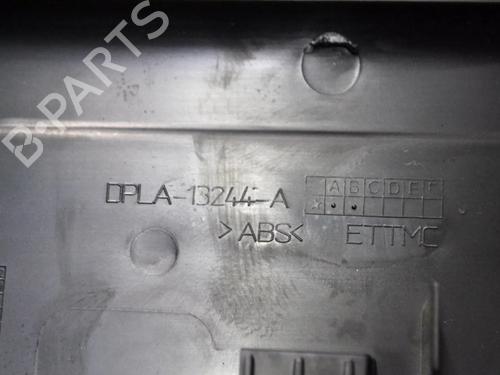 B-PARTS
DPLA-13244-A
A B C D E F
>ABS< ETTMC